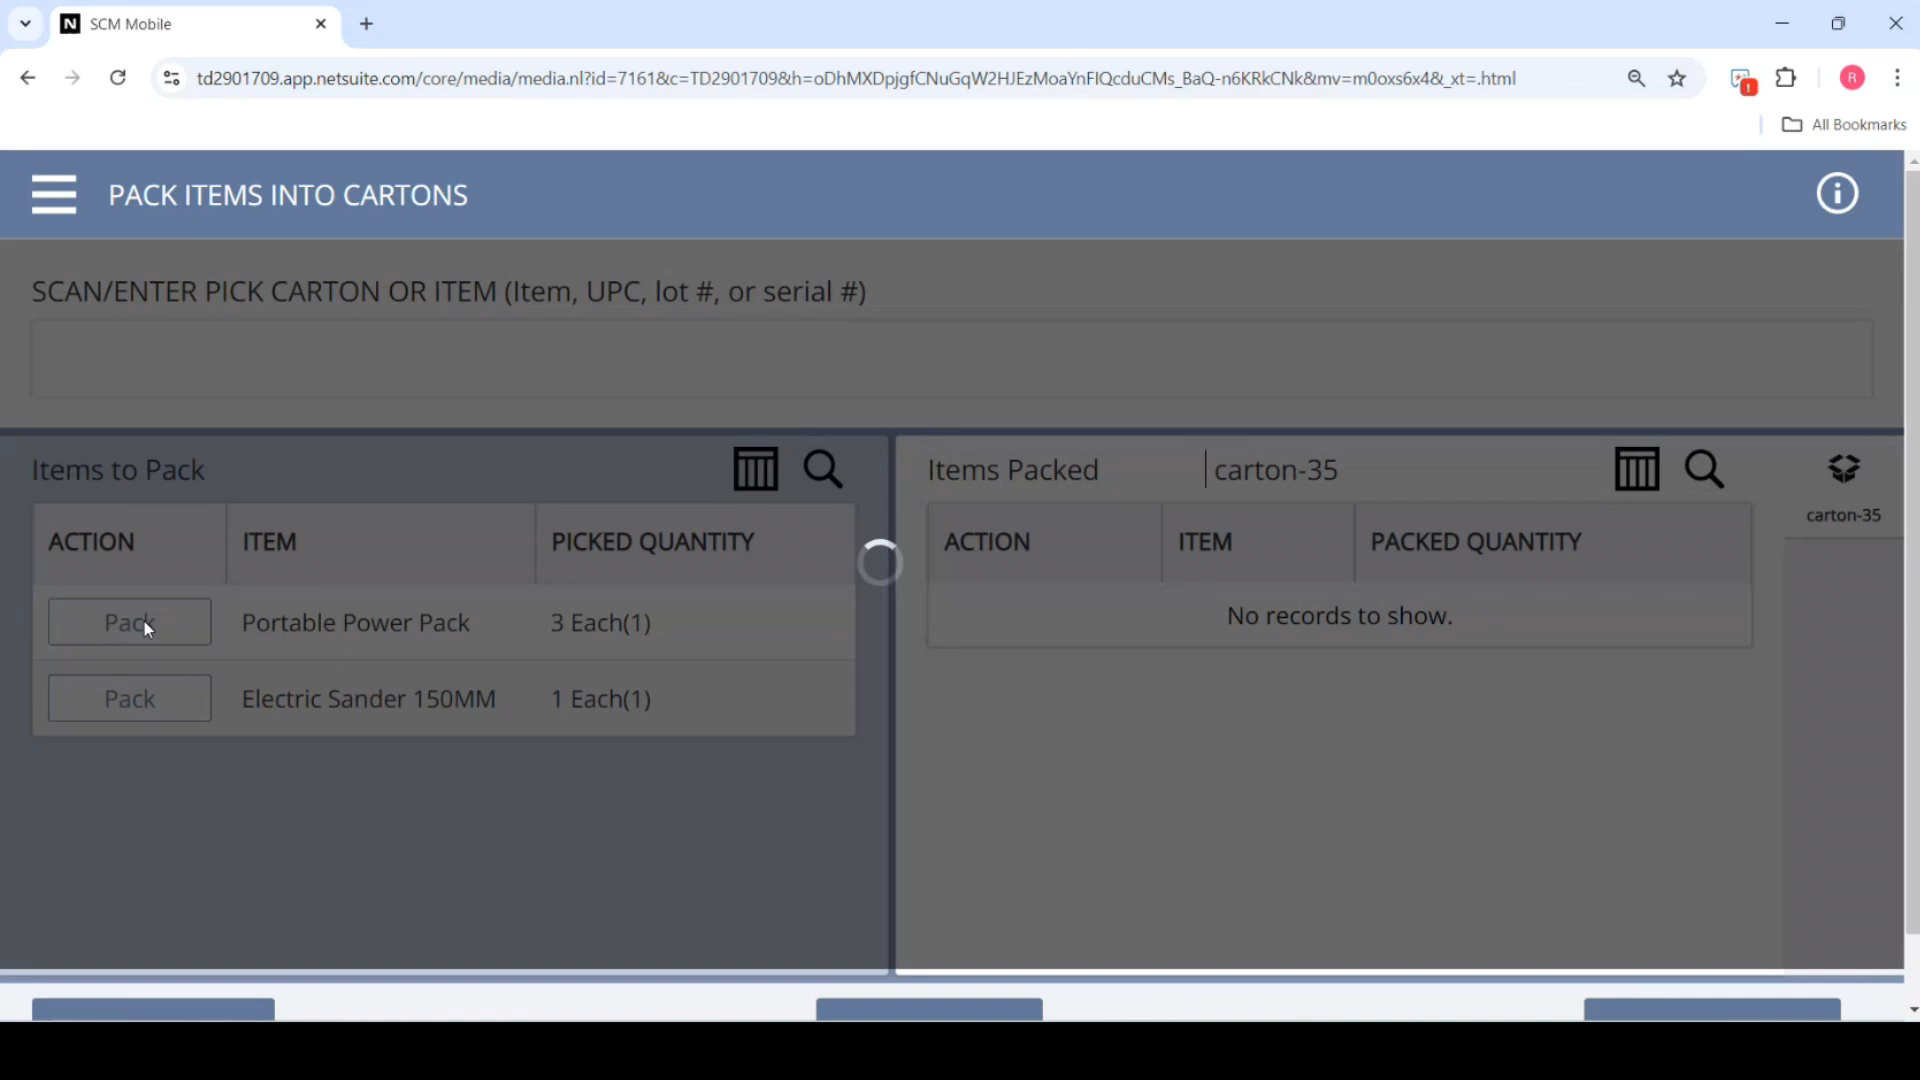 SCM Mobile
td2901709.app.netsuite.com/core/media/media.nl?id=7161&c=TD2901709&h=oDhMXDpjgfCNuGqW2HJEzMoaYnFIQcduCMs_BaQ-n6KRkCNk&mv=m0oxs6x4&_xt=.html
R
All Bookmarks
PACK ITEMS INTO CARTONS
SCAN/ENTER PICK CARTON OR ITEM (Item, UPC, lot #, or serial #)
Items to Pack
ACTION ITEM PICKED QUANTITY
Pack Portable Power Pack 3 Each(1)
Pack Electric Sander 150MM 1 Each(1)
Items Packed carton-35
carton-35
ACTION ITEM PACKED QUANTITY
No records to show.